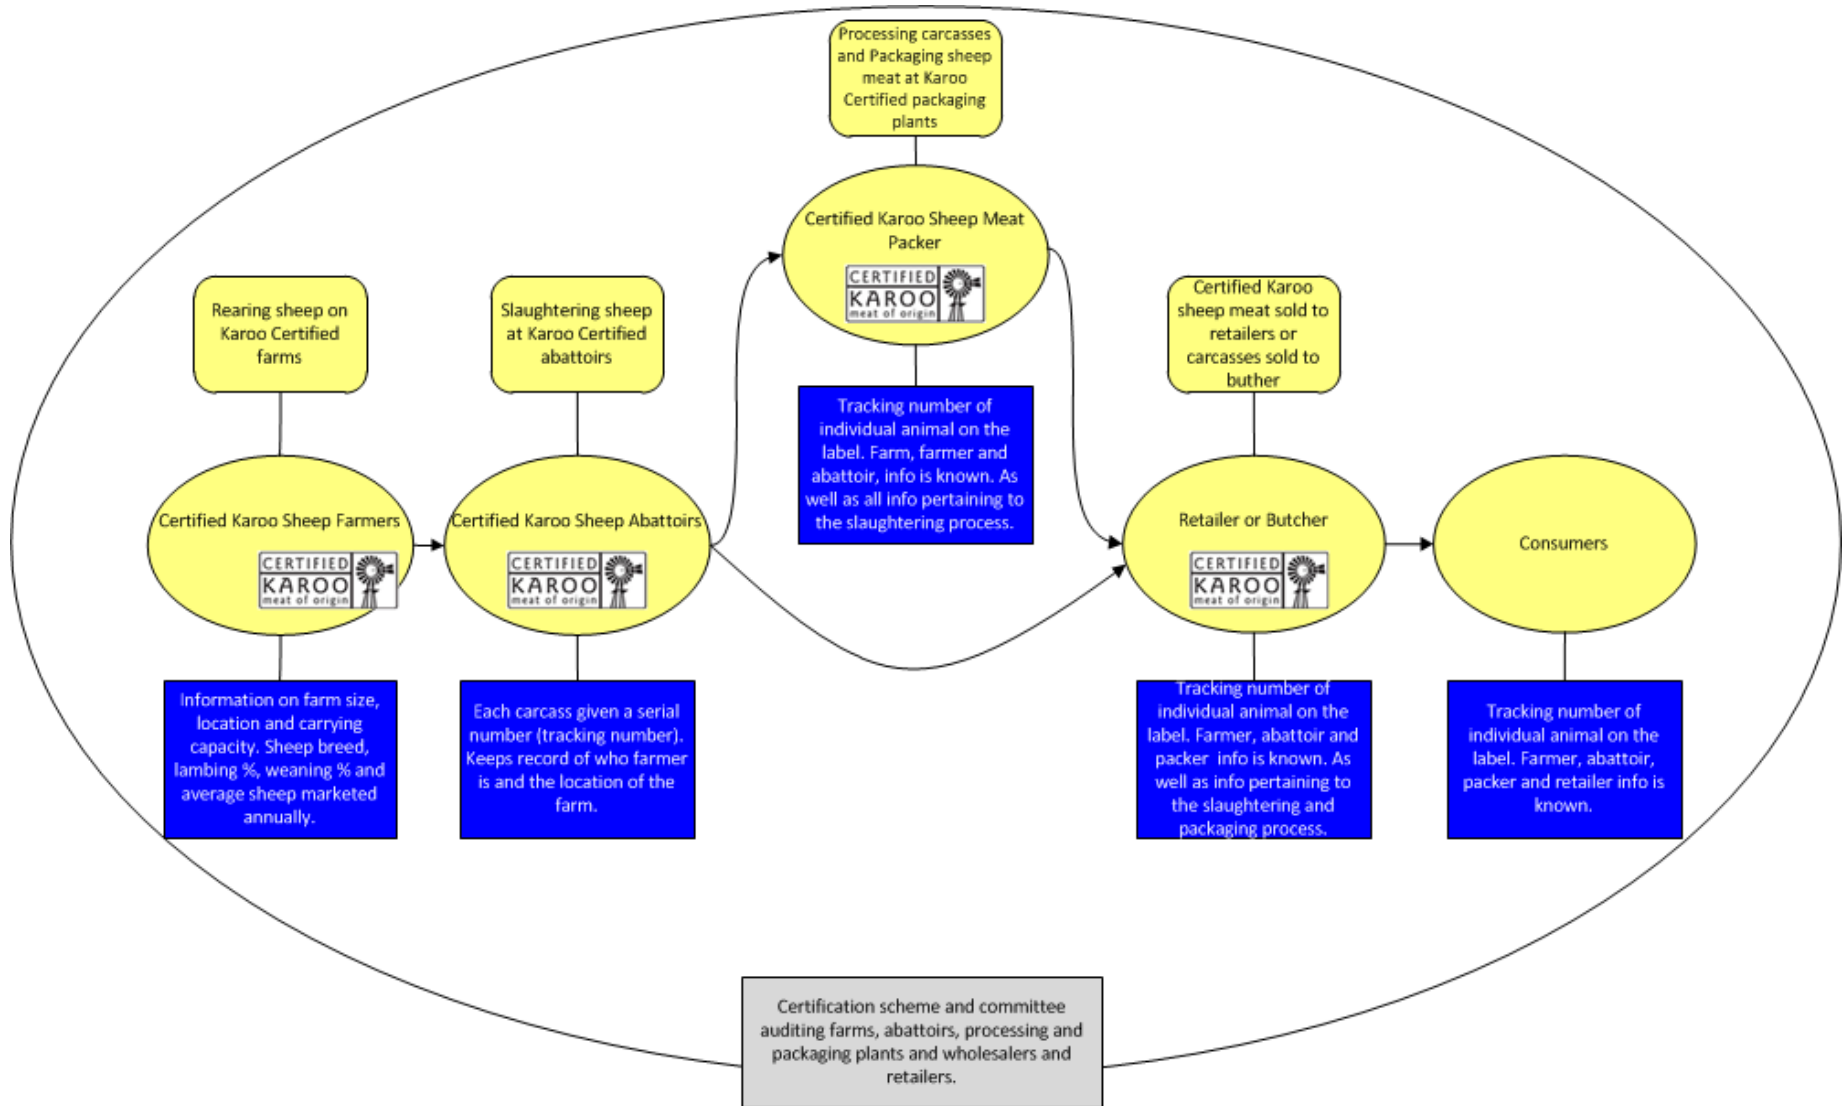 Processing carcasses
and Packaging sheep
meat at Karoo
Certified packaging
plants
Certified Karoo Sheep Meat
Packer
CERTIFIED
KAROO
meat of origin
Rearing sheep on
Karoo Certified
farms
Slaughtering sheep
at Karoo Certified
abattoirs
Certified Karoo
sheep meat sold to
retailers or
carcasses sold to
buther
Tracking number of
individual animal on the
label. Farm, farmer and
abattoir, info is known. As
well as all info pertaining to
the slaughtering process.
Certified Karoo Sheep Farmers
CERTIFIED
KAROO
meat of origin
Certified Karoo Sheep Abattoirs
CERTIFIED
KAROO
meat of origin
Retailer or Butcher
CERTIFIED
KAROO
meat of origin
Consumers
Information on farm size,
location and carrying
capacity. Sheep breed,
lambing %, weaning % and
average sheep marketed
annually.
Each carcass given a serial
number (tracking number).
Keeps record of who farmer
is and the location of the
farm.
Tracking number of
individual animal on the
label. Farmer, abattoir and
packer  info is known. As
well as info pertaining to
the slaughtering and
packaging process.
Tracking number of
individual animal on the
label. Farmer, abattoir,
packer and retailer info is
known.
Certification scheme and committee
auditing farms, abattoirs, processing and
packaging plants and wholesalers and
retailers.